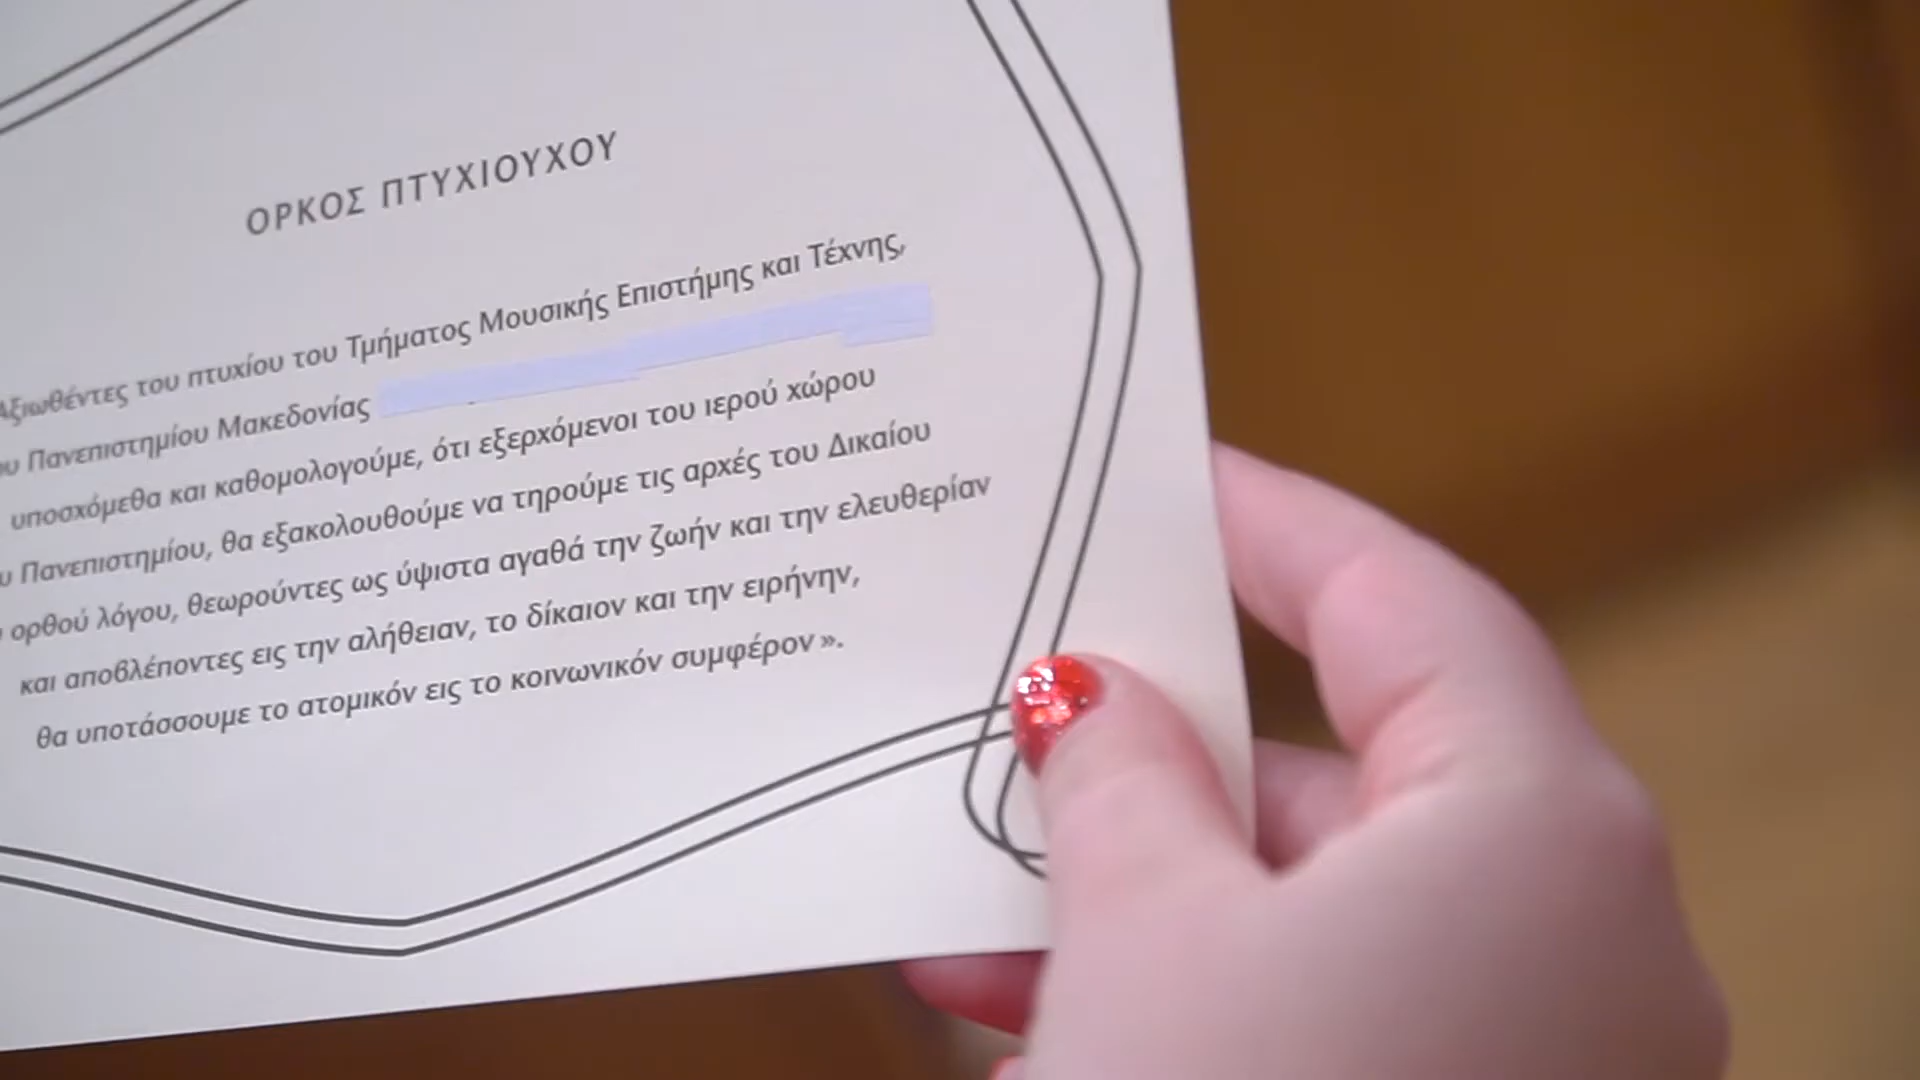 ΟΡΚΟΣ ΠΤΥΧΙΟΥΧΟΥ
Αξιωθέντες του πτυχίου του Τμήματος Μουσικής Επιστήμης και Τέχνης,
Πανεπιστημίου Μακεδονίας
υποσχόμεθα και καθομολογούμε, ότι εξερχόμενοι του ιερού χώρου
Πανεπιστημίου, θα εξακολουθούμε να τηρούμε τις αρχές του Δικαίου
ορθού λόγου, θεωρούντες ως ύψιστα αγαθά την ζωήν και την ελευθερίαν
και αποβλέποντες εις την αλήθειαν, το δίκαιον και την ειρήνην,
θα υποτάσσουμε το ατομικόν εις το κοινωνικόν συμφέρον».